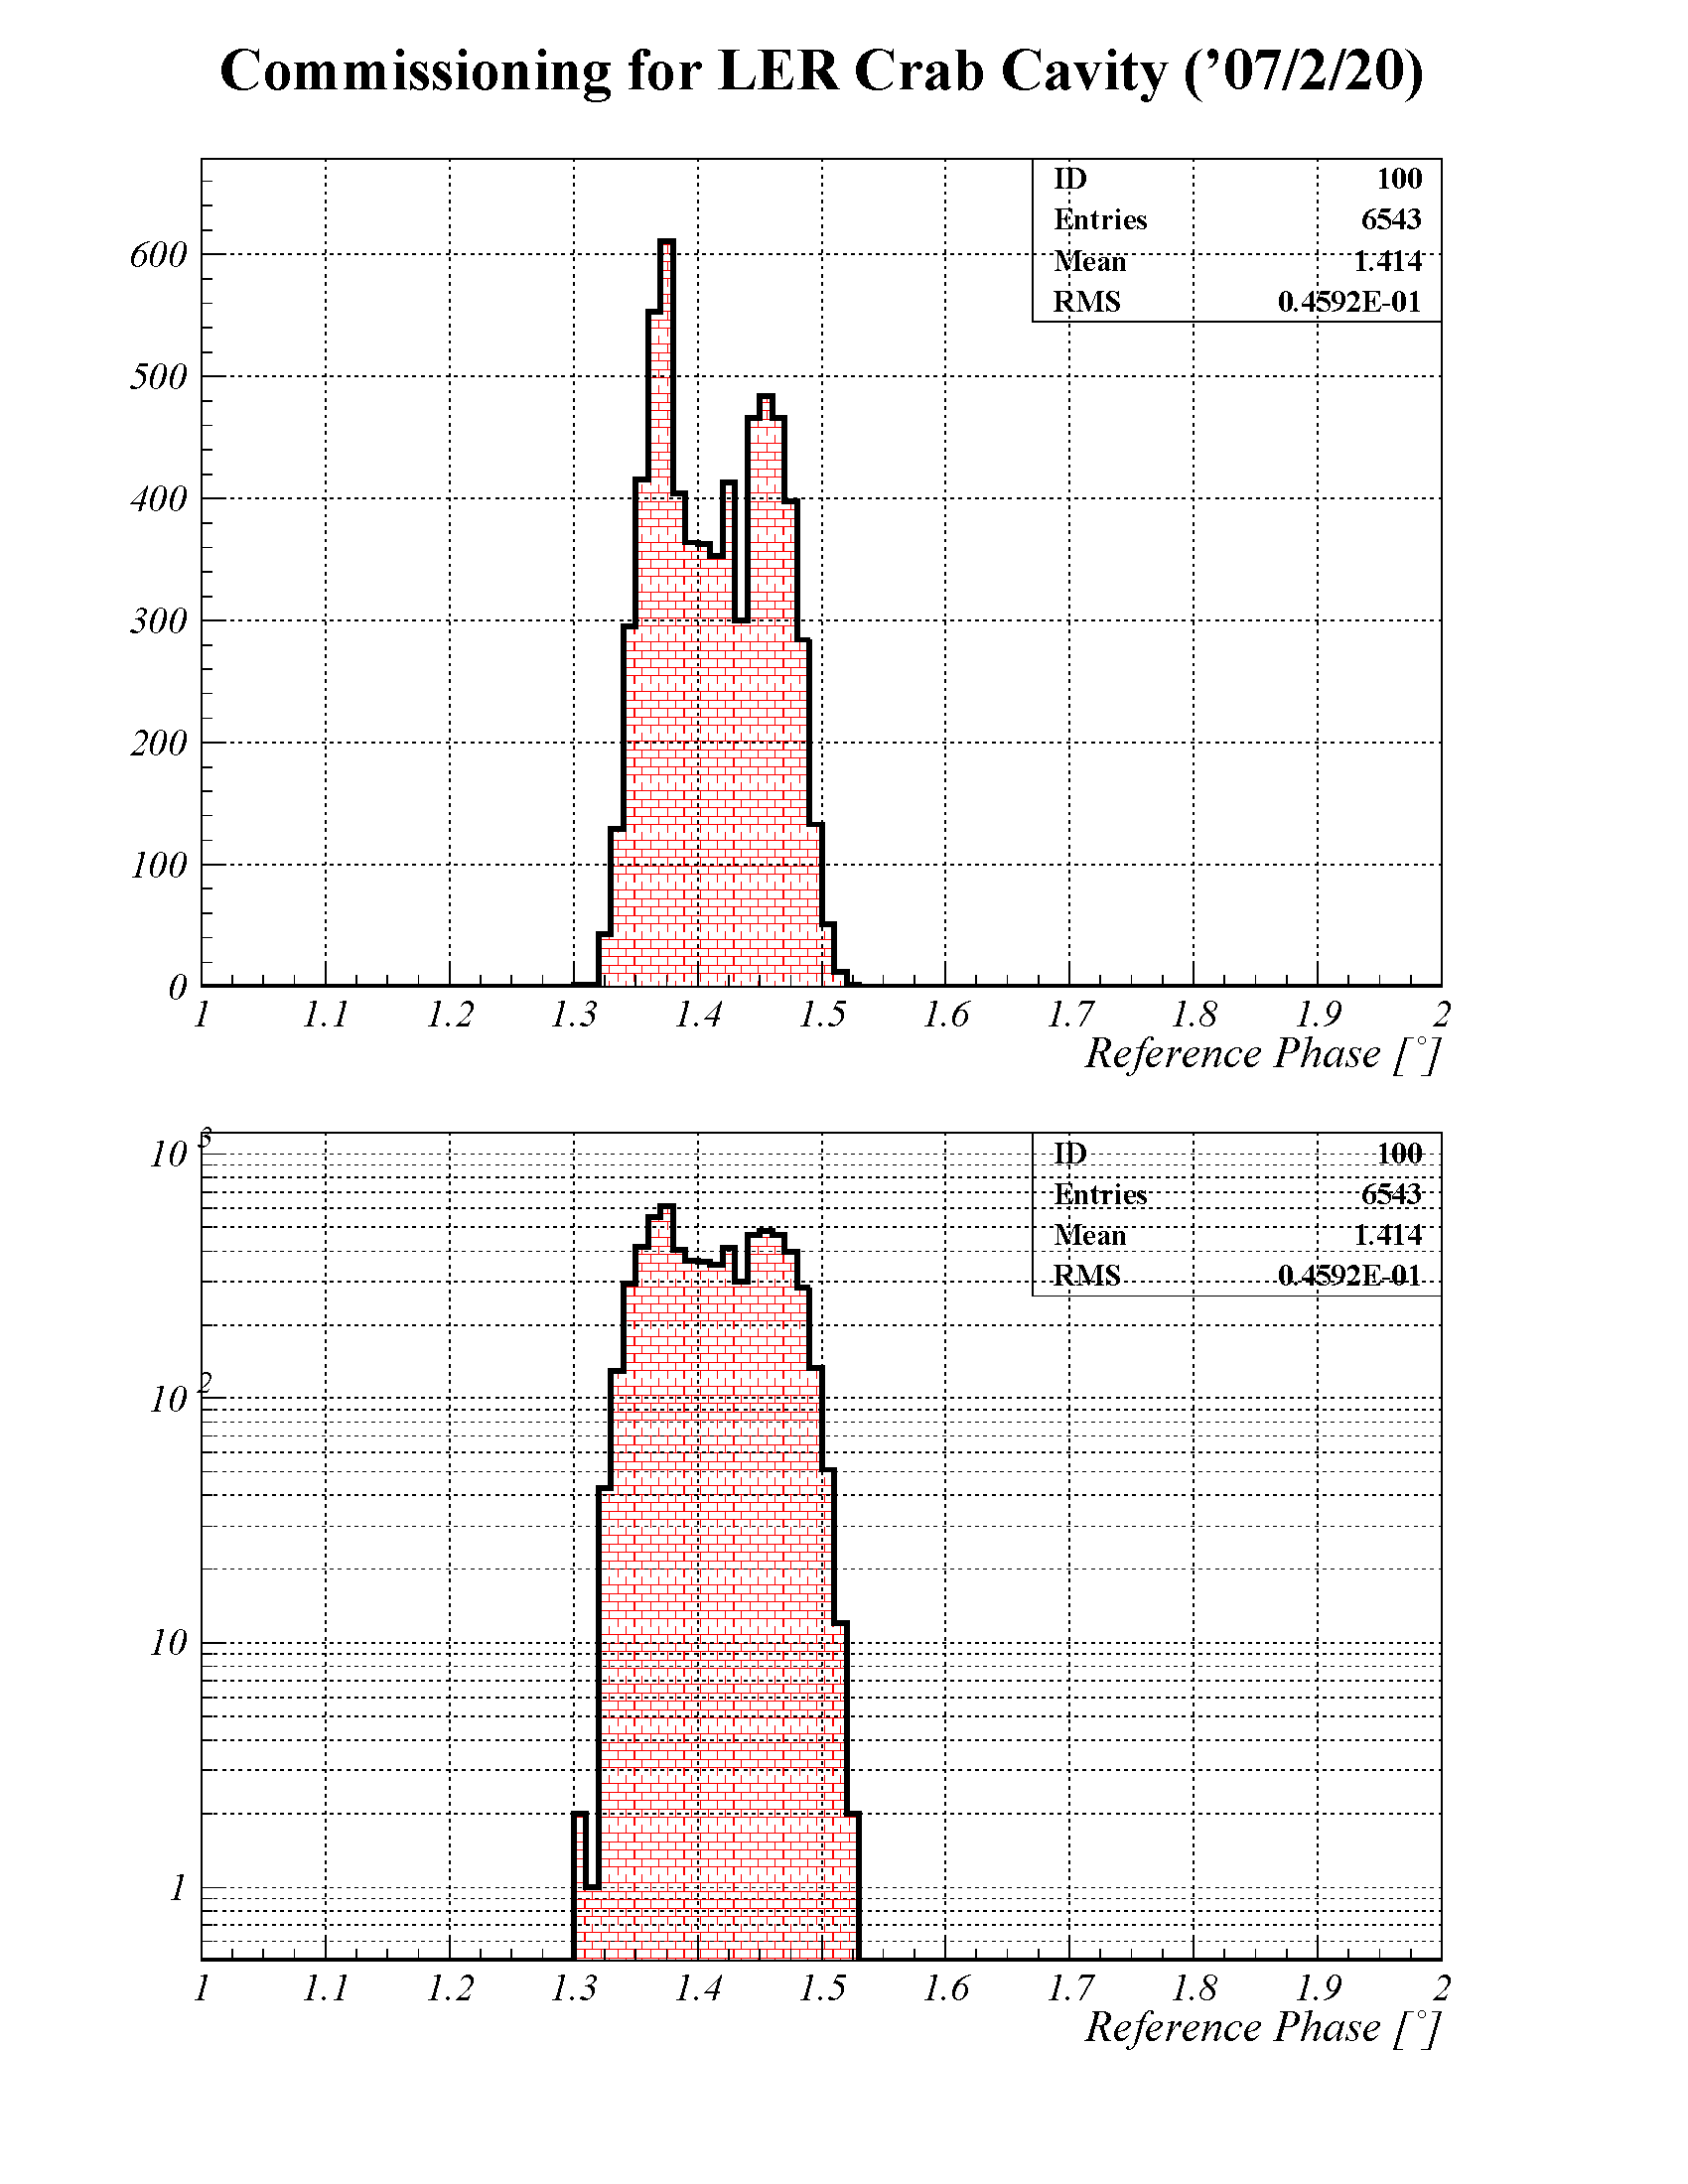 Commissioning for LER Crab Cavity (’07/2/20)
ID 100
Entries 6543
Mean 1.414
RMS 0.4592E-01
600
500
400
300
200
100
0
1 1.1 1.2 1.3 1.4 1.5 1.6 1.7 1.8 1.9 2
Reference Phase [°]
10³
ID 100
Entries 6543
Mean 1.414
RMS 0.4592E-01
10²
10
1
1 1.1 1.2 1.3 1.4 1.5 1.6 1.7 1.8 1.9 2
Reference Phase [°]